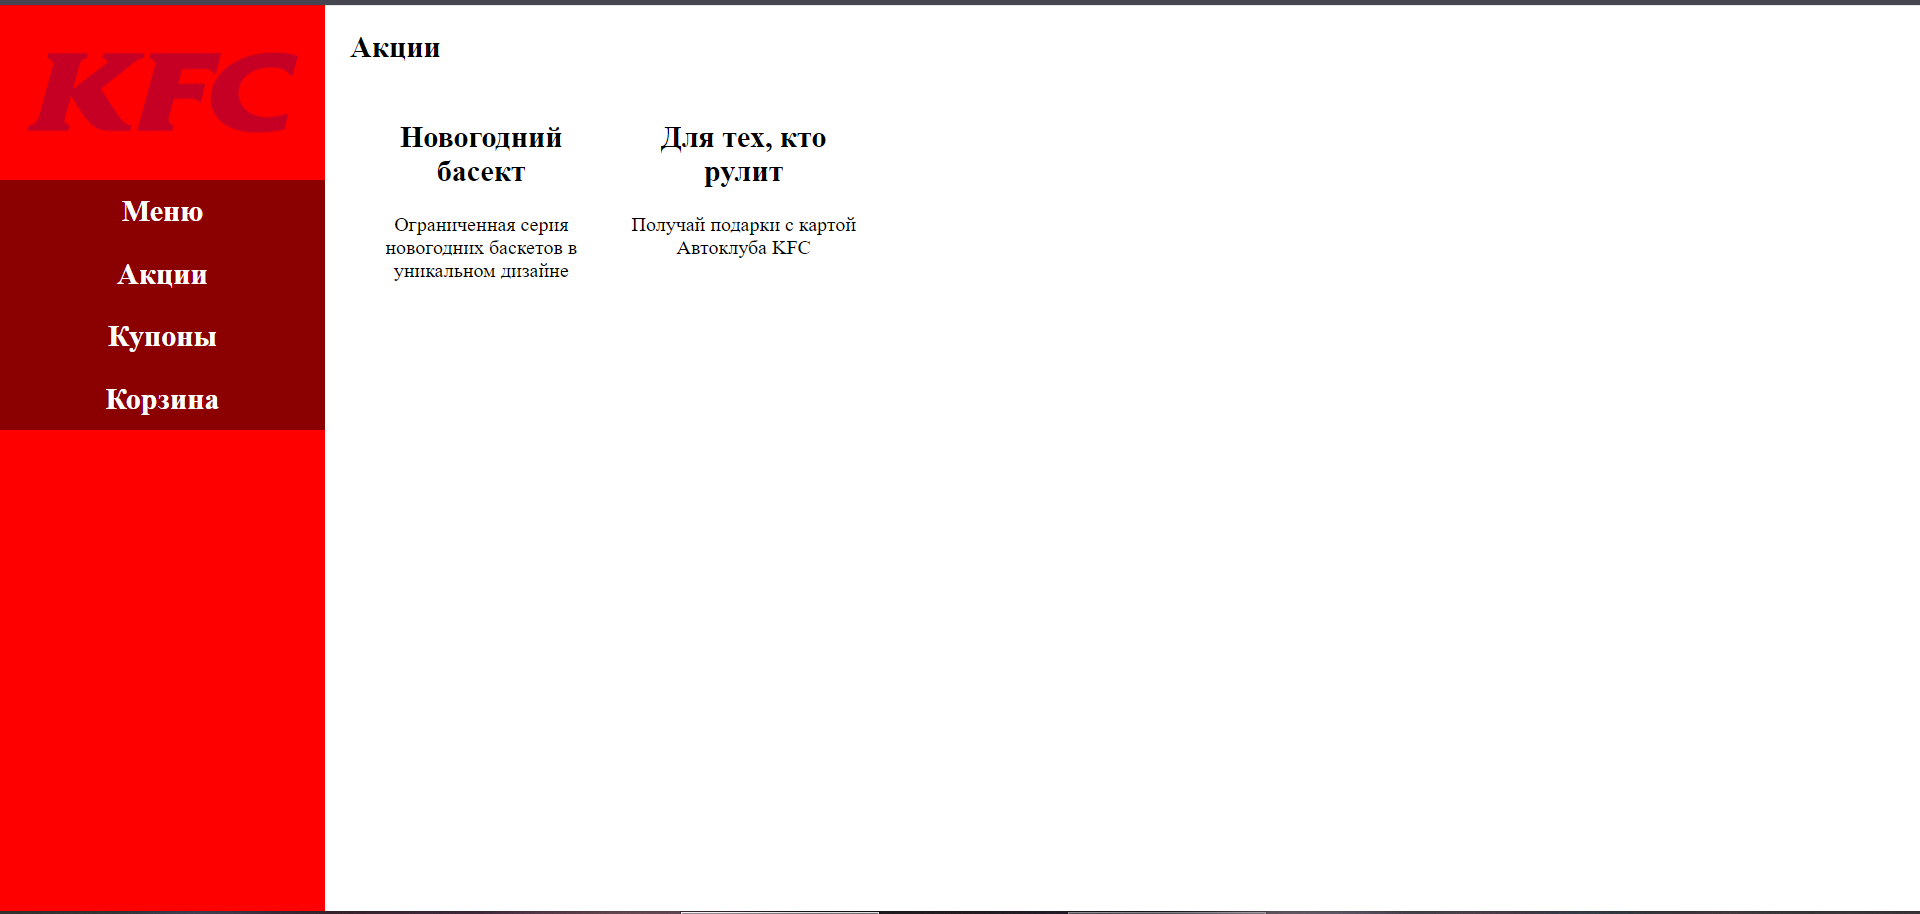 KFC
Меню
Акции
Купоны
Корзина
Акции
Новогодний
басект
Ограниченная серия
новогодних баскетов в
уникальном дизайне
Для тех, кто
рулит
Получай подарки с картой
Автоклуба KFC